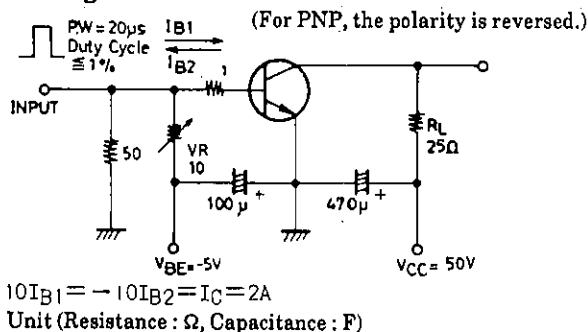 (For PNP, the polarity is reversed.)
P.W=20μs
Duty Cycle
≦1%
IB1
IB2
INPUT
1
50
VR
10
RL
25Ω
100μ
+
470μ
+
VBE=-5V
VCC=50V
10IB1=-10IB2=IC=2A
Unit (Resistance : Ω, Capacitance : F)